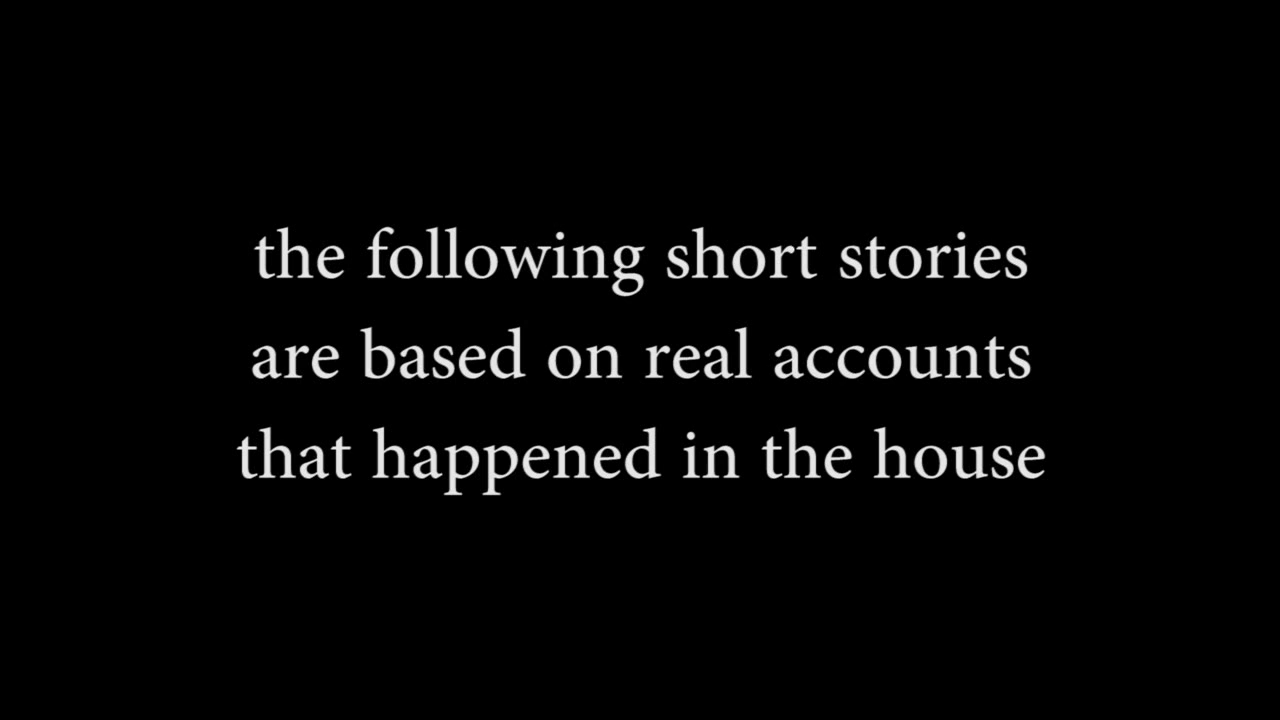 the following short stories
are based on real accounts
that happened in the house